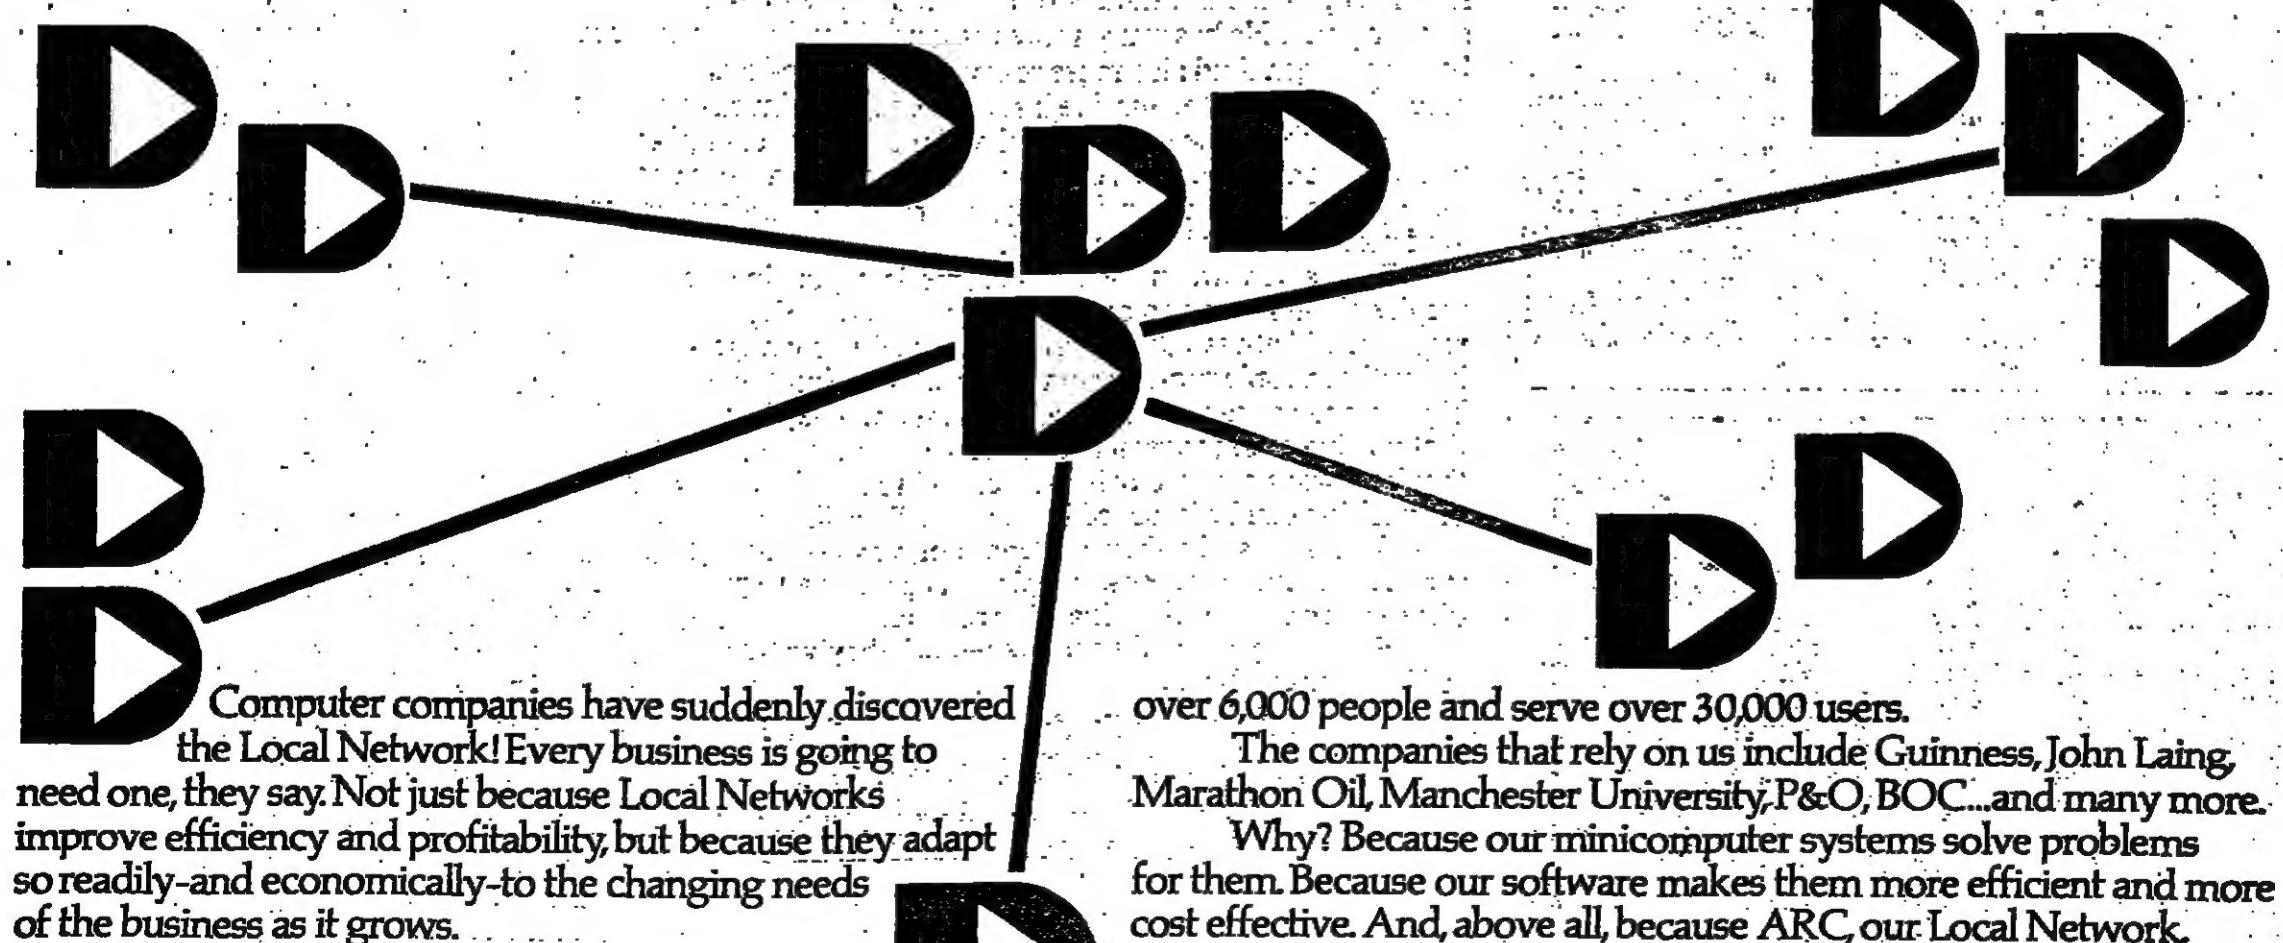 Computer companies have suddenly discovered
the Local Network! Every business is going to
need one, they say. Not just because Local Networks
improve efficiency and profitability, but because they adapt
so readily-and economically-to the changing needs
of the business as it grows.
over 6,000 people and serve over 30,000 users.
The companies that rely on us include Guinness, John Laing,
Marathon Oil, Manchester University, P&O, BOC...and many more.
Why? Because our minicomputer systems solve problems
for them. Because our software makes them more efficient and more
cost effective. And, above all, because ARC, our Local Network,